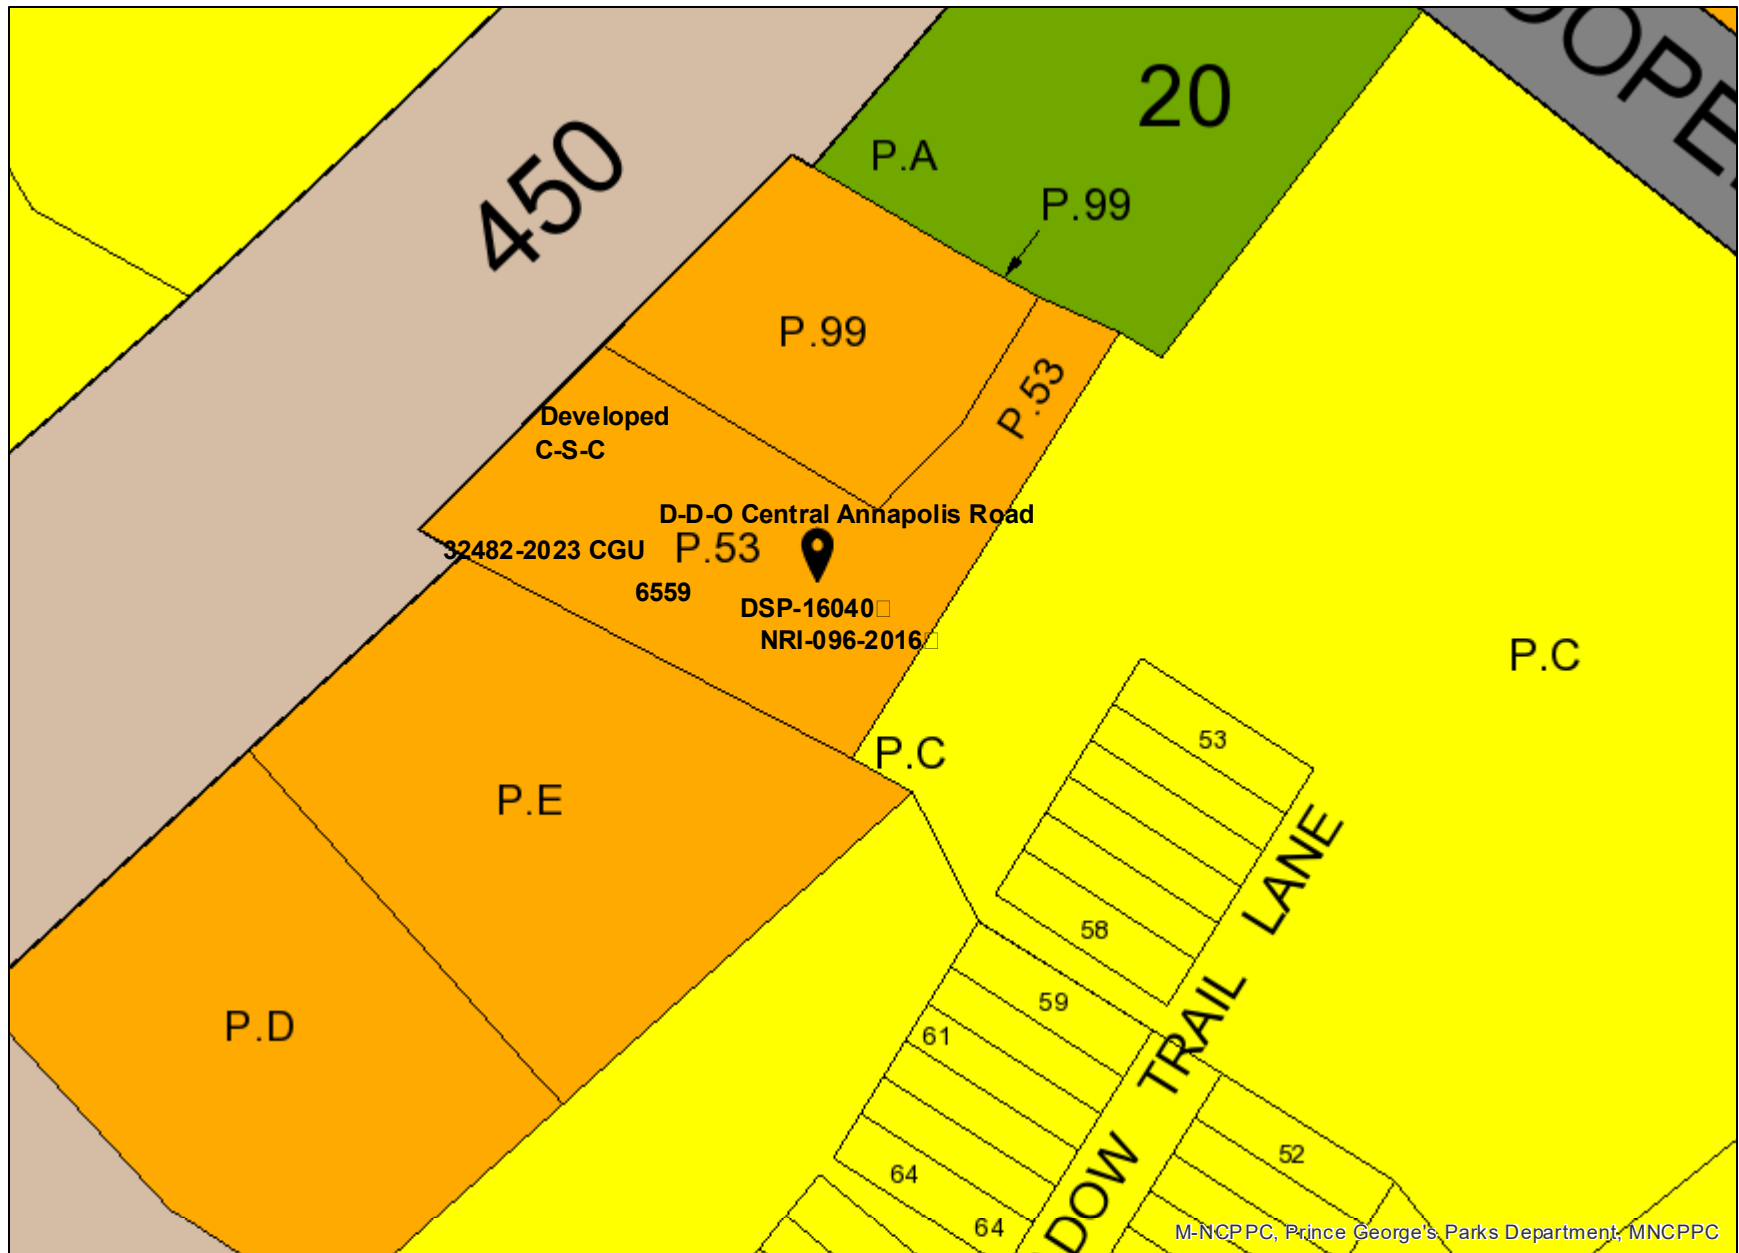 450
20
P.A
P.99
P.99
P.53
Developed
C-S-C
D-D-O Central Annapolis Road
32482-2023 CGU
P.53
6559
DSP-16040
NRI-096-2016
P.C
P.C
P.E
P.D
53
58
59
61
64
64
52
TRAIL LANE
M-NCPPC, Prince George's Parks Department, MNCPPC